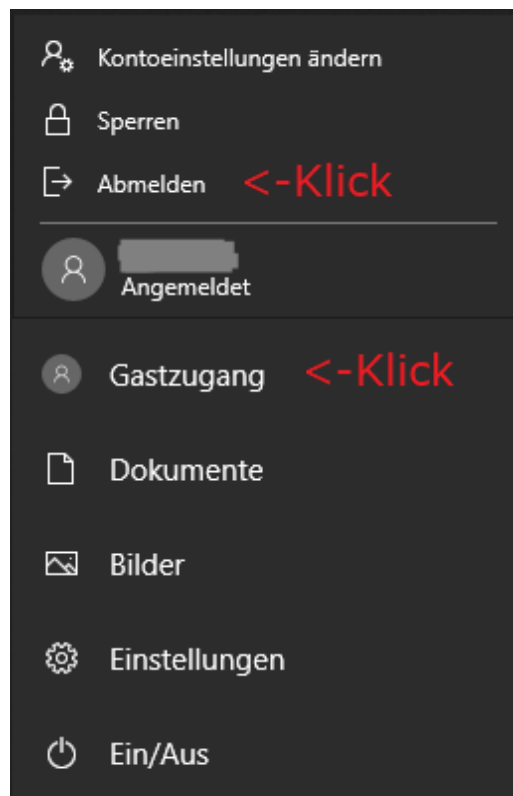 Kontoeinstellungen ändern
Sperren
Abmelden <-Klick
Angemeldet
Gastzugang <-Klick
Dokumente
Bilder
Einstellungen
Ein/Aus